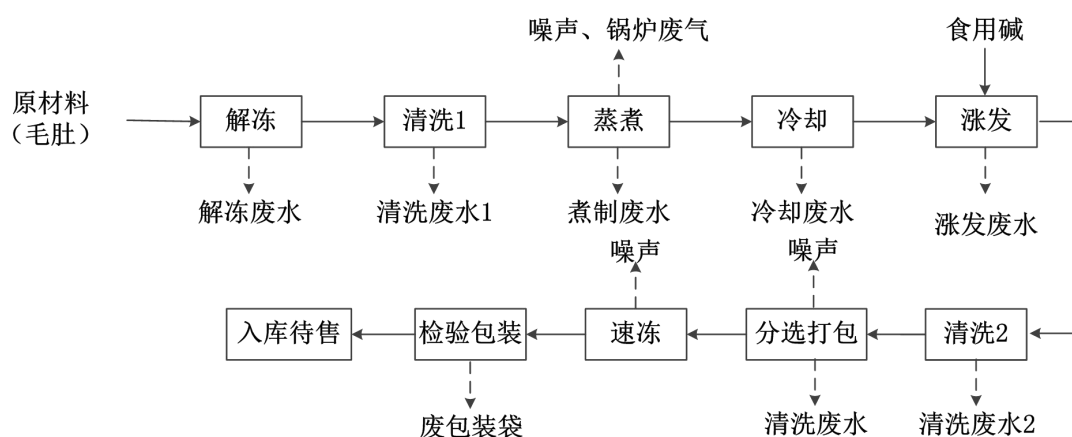 噪声、锅炉废气
食用碱
原材料
（毛肚）
解冻
清洗1
蒸煮
冷却
涨发
解冻废水
清洗废水1
煮制废水
冷却废水
涨发废水
噪声
噪声
入库待售
检验包装
速冻
分选打包
清洗2
废包装袋
清洗废水
清洗废水2